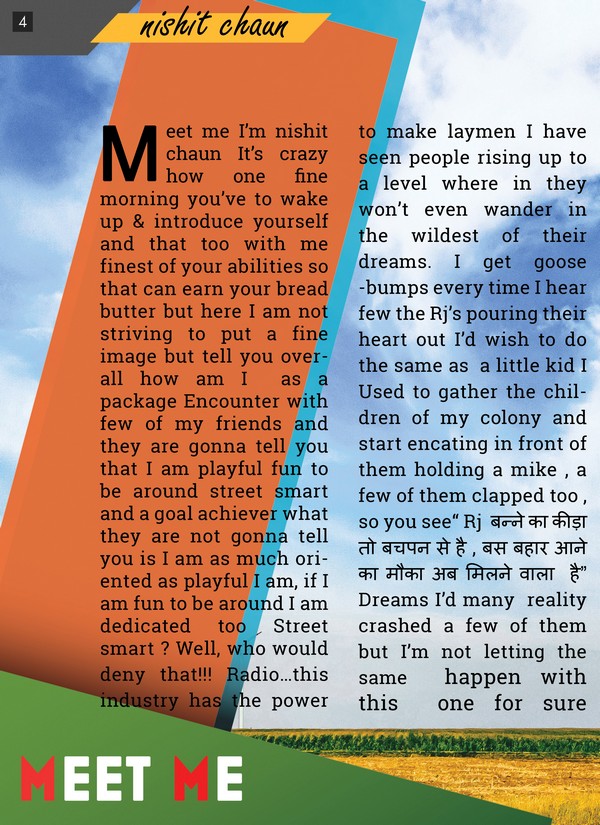 4
nishit chaun
Meet me I’m nishit
chaun It’s crazy
how one fine
morning you’ve to wake
up & introduce yourself
and that too with me
finest of your abilities so
that can earn your bread
butter but here I am not
striving to put a fine
image but tell you over-
all how am I as a
package Encounter with
few of my friends and
they are gonna tell you
that I am playful fun to
be around street smart
and a goal achiever what
they are not gonna tell
you is I am as much ori-
ented as playful I am, if I
am fun to be around I am
dedicated too Street
smart ? Well, who would
deny that!!! Radio...this
industry has the power
to make laymen I have
seen people rising up to
a level where in they
won’t even wander in
the wildest of their
dreams. I get goose
-bumps every time I hear
few the Rj’s pouring their
heart out I’d wish to do
the same as a little kid I
Used to gather the chil-
dren of my colony and
start encating in front of
them holding a mike , a
few of them clapped too ,
so you see“ Rj बन्ने का कीड़ा
तो बचपन से है , बस बहार आने
का मौका अब मिलने वाला है”
Dreams I’d many reality
crashed a few of them
but I’m not letting the
same happen with
this one for sure
MEET ME